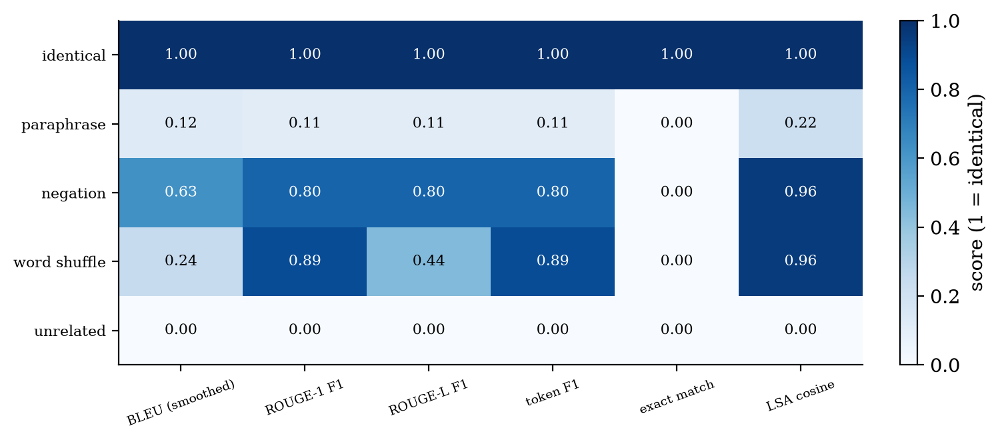 identical 1.00 1.00 1.00 1.00 1.00 1.00
paraphrase 0.12 0.11 0.11 0.11 0.00 0.22
negation 0.63 0.80 0.80 0.80 0.00 0.96
word shuffle 0.24 0.89 0.44 0.89 0.00 0.96
unrelated 0.00 0.00 0.00 0.00 0.00 0.00
BLEU (smoothed) ROUGE-1 F1 ROUGE-L F1 token F1 exact match LSA cosine
1.0
0.8
0.6
0.4
0.2
0.0
score (1 = identical)